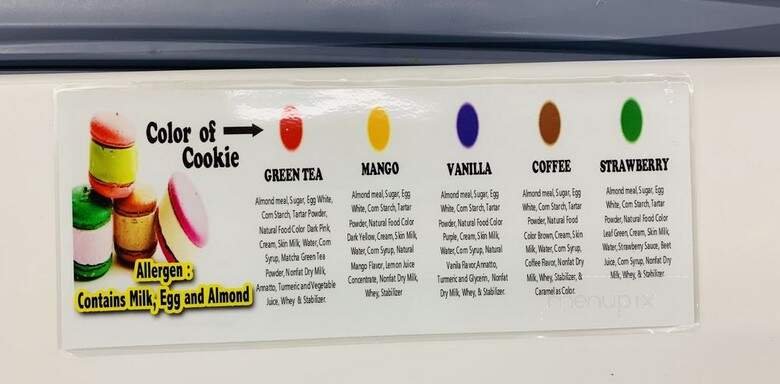 Color of
Cookie
GREEN TEA
Almond meal, Sugar, Egg White,
Corn Starch, Tartar Powder,
Natural Food Color Dark Pink,
Cream, Skin Milk, Water, Corn
Syrup, Matcha Green Tea
Powder, Nonfat Dry Milk,
Annatto, Turmeric and Vegetable
Juice, Whey & Stabilizer.
MANGO
Almond meal, Sugar, Egg
White, Corn Starch, Tartar
Powder, Natural Food Color
Dark Yellow, Cream, Skin Milk,
Water, Corn Syrup, Natural
Mango Flavor, Lemon Juice
Concentrate, Nonfat Dry Milk,
Whey, Stabilizer
VANILLA
Almond meal, Sugar, Egg
White, Corn Starch, Tartar
Powder, Natural Food Color
Purple, Cream, Skim Milk,
Water, Corn Syrup, Natural
Vanila Flavor, Annatto,
Turmeric and Glycerin, Nonfat
Dry Milk, Whey, & Stabilizer.
COFFEE
Almond meal, Sugar, Egg
White, Corn Starch, Tartar
Powder, Natural Food
Color Brown, Cream, Skin
Milk, Water, Corn Syrup,
Coffee Flavor, Nonfat Dry
Milk, Whey, Stabilizer, &
Caramel as Color.
STRAWBERRY
Almond meal, Sugar, Egg
White, Corn Starch, Tartar
Powder, Natural Food Color
Leaf Green, Cream, Skim Milk,
Water, Strawberry Sauce, Beet
Juice, Corn Syrup, Nonfat Dry
Milk, Whey, & Stabilizer.
Allergen :
Contains Milk, Egg and Almond
menupix